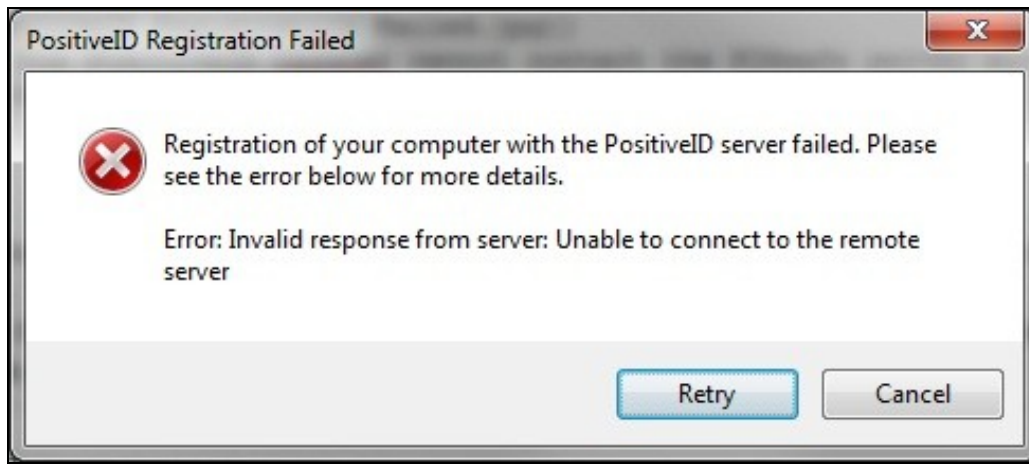 PositiveID Registration Failed
Registration of your computer with the PositiveID server failed. Please
see the error below for more details.
Error: Invalid response from server: Unable to connect to the remote
server
Retry
Cancel